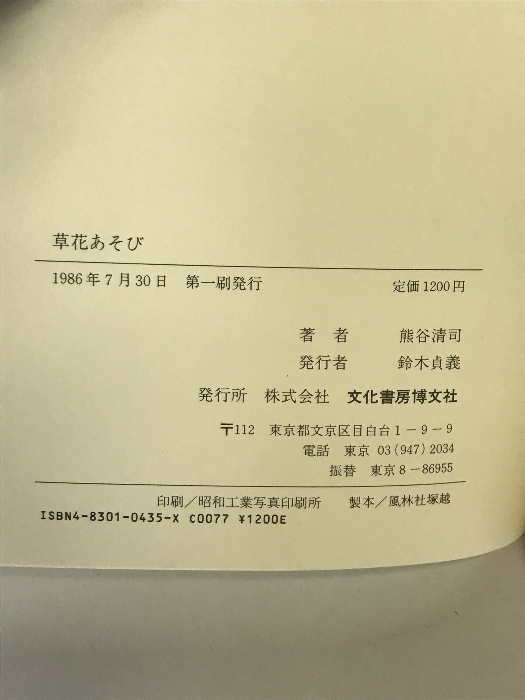 草花あそび
1986年7月30日 第一刷発行 定価1200円
著者 熊谷清司
発行者 鈴木貞義
発行所 株式会社 文化書房博文社
〒112 東京都文京区目白台1-9-9
電話 東京 03(947)2034
振替 東京8-86955
印刷/昭和工業写真印刷所 製本/風林社塚越
ISBN4-8301-0435-X C0077 ¥1200E